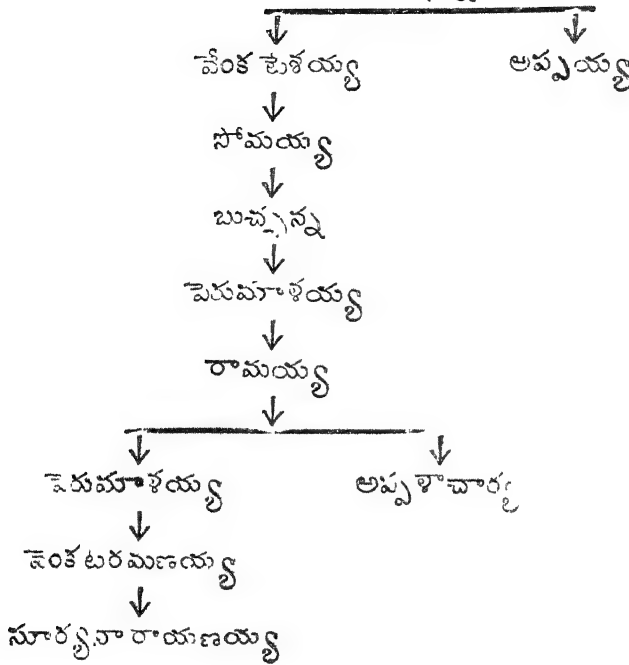 వేంకటేశయ్య అప్పయ్య
సోమయ్య
బుచ్చన్న
పెరుమాళయ్య
రామయ్య
పెరుమాళయ్య అప్పళాచార్య
వెంకటరమణయ్య
సూర్యనారాయణయ్య